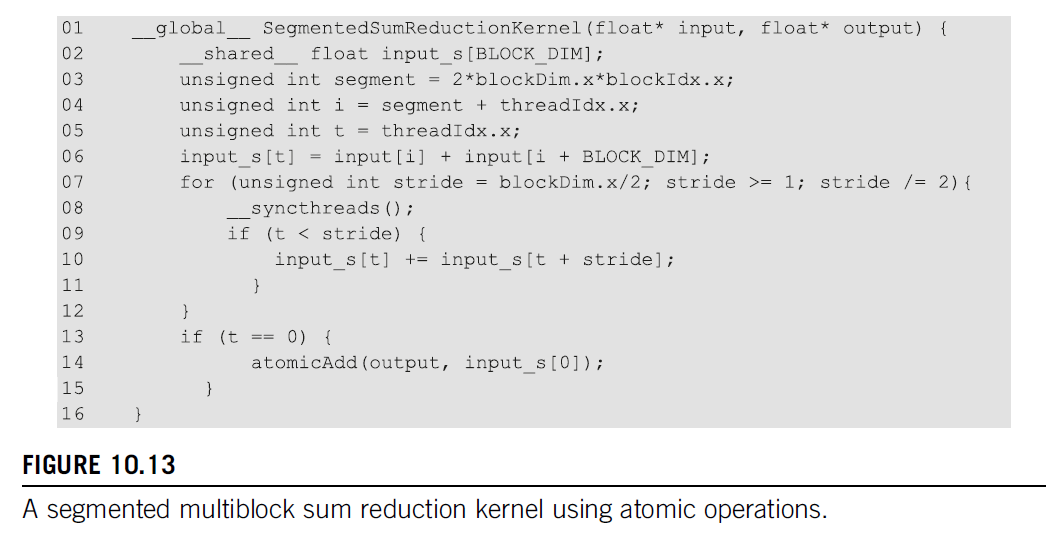 01    __global__ SegmentedSumReductionKernel(float* input, float* output) {
02        __shared__ float input_s[BLOCK_DIM];
03        unsigned int segment = 2*blockDim.x*blockIdx.x;
04        unsigned int i = segment + threadIdx.x;
05        unsigned int t = threadIdx.x;
06        input_s[t] = input[i] + input[i + BLOCK_DIM];
07        for (unsigned int stride = blockDim.x/2; stride >= 1; stride /= 2){
08            __syncthreads();
09            if (t < stride) {
10                input_s[t] += input_s[t + stride];
11              }
12        }
13        if (t == 0) {
14              atomicAdd(output, input_s[0]);
15          }
16    }
FIGURE 10.13
A segmented multiblock sum reduction kernel using atomic operations.